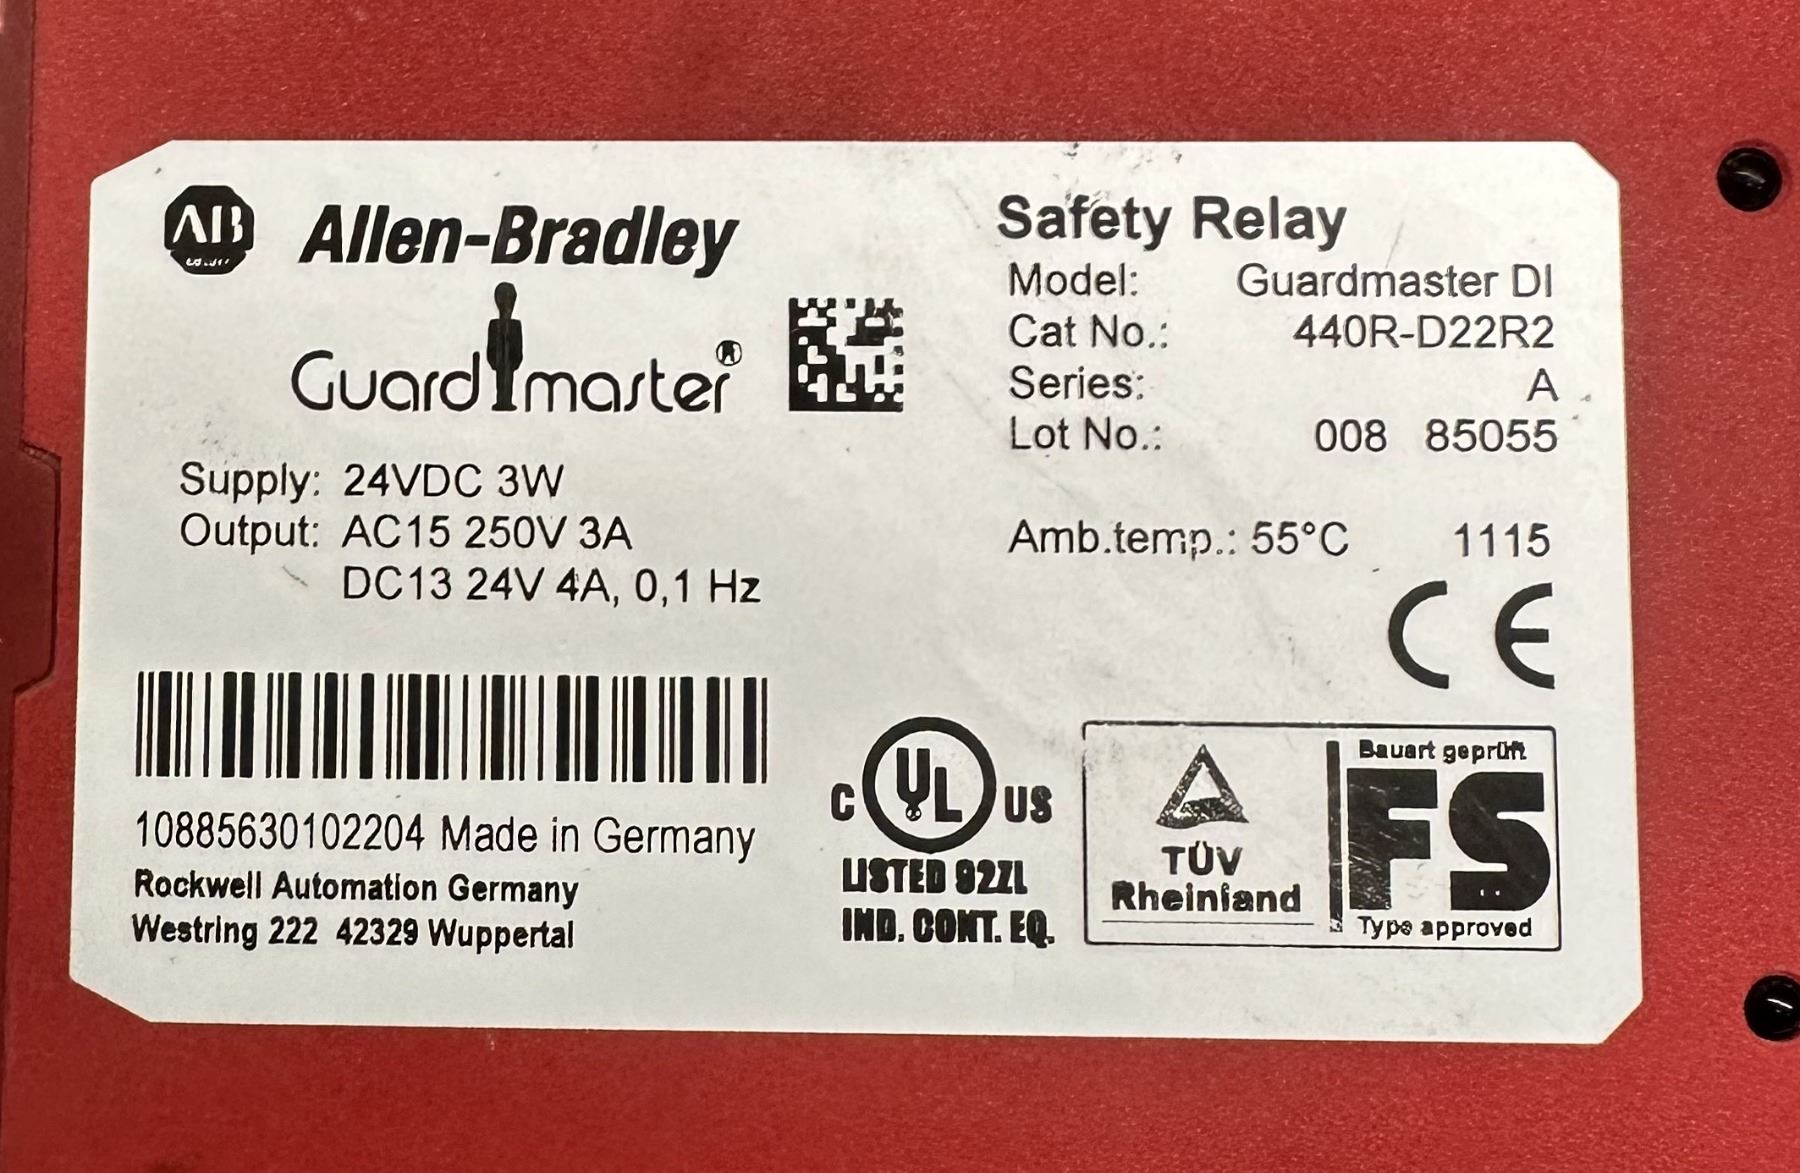 AB
Allen-Bradley
Guardmaster®
Supply: 24VDC 3W
Output: AC15 250V 3A
DC13 24V 4A, 0,1 Hz
10885630102204 Made in Germany
Rockwell Automation Germany
Westring 222 42329 Wuppertal
Safety Relay
Model: Guardmaster DI
Cat No.: 440R-D22R2
Series: A
Lot No.: 008 85055
Amb.temp.: 55°C 1115
CE
C UL US
LISTED 92ZL
IND. CONT. EQ.
TÜV
Rheinland
Bauart geprüft
FS
Type approved